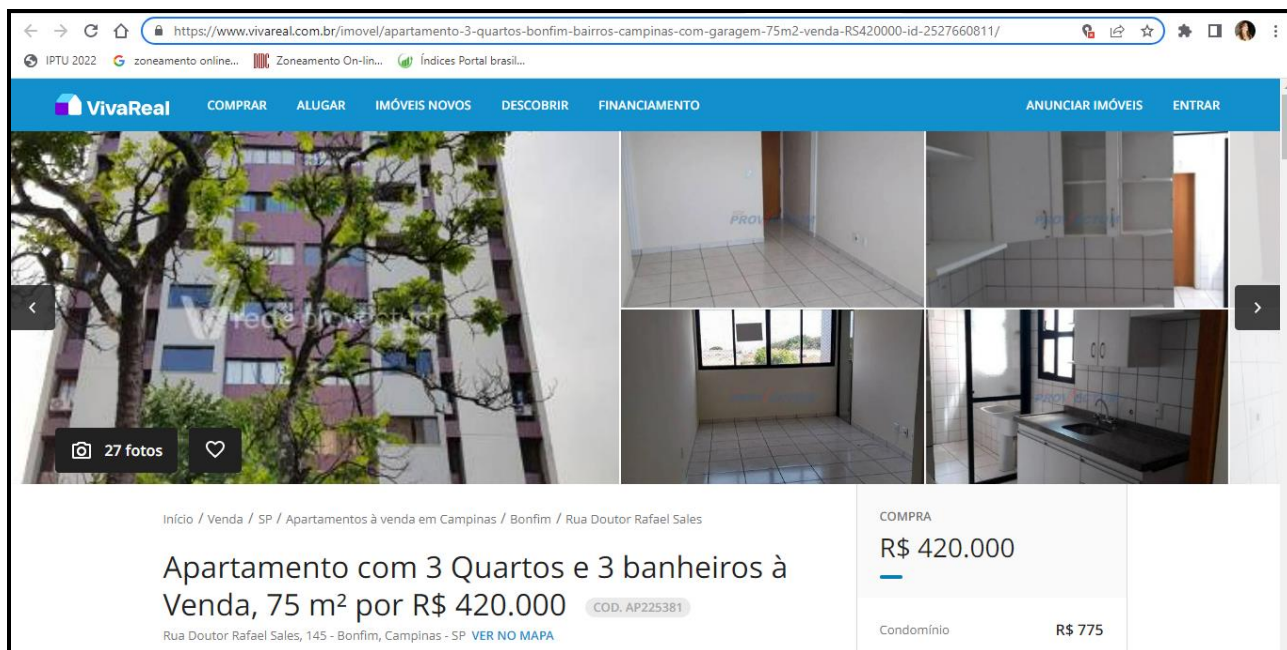 https://www.vivareal.com.br/imovel/apartamento-3-quartos-bonfim-bairros-campinas-com-garagem-75m2-venda-RS420000-id-2527660811/
IPTU 2022 zoneamento online... Zoneamento On-lin... Índices Portal brasil...
VivaReal COMPRAR ALUGAR IMÓVEIS NOVOS DESCOBRIR FINANCIAMENTO ANUNCIAR IMÓVEIS ENTRAR
rede provectum
27 fotos
Início / Venda / SP / Apartamentos à venda em Campinas / Bonfim / Rua Doutor Rafael Sales
Apartamento com 3 Quartos e 3 banheiros à
Venda, 75 m² por R$ 420.000 COD. AP225381
Rua Doutor Rafael Sales, 145 - Bonfim, Campinas - SP VER NO MAPA
COMPRA
R$ 420.000
Condomínio R$ 775